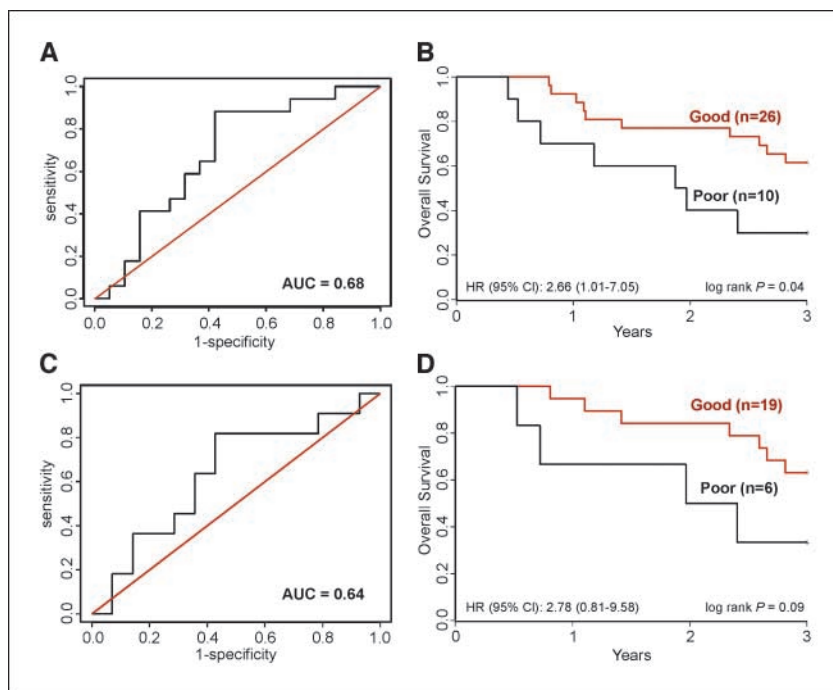 A
1.0
0.8
0.6
0.4
0.2
0.0
sensitivity
AUC = 0.68
0.0 0.2 0.4 0.6 0.8 1.0
1-specificity
B
1.0
0.8
0.6
0.4
0.2
0.0
Overall Survival
Good (n=26)
Poor (n=10)
HR (95% CI): 2.66 (1.01-7.05) log rank P = 0.04
0 1 2 3
Years
C
1.0
0.8
0.6
0.4
0.2
0.0
sensitivity
AUC = 0.64
0.0 0.2 0.4 0.6 0.8 1.0
1-specificity
D
1.0
0.8
0.6
0.4
0.2
0.0
Overall Survival
Good (n=19)
Poor (n=6)
HR (95% CI): 2.78 (0.81-9.58) log rank P = 0.09
0 1 2 3
Years